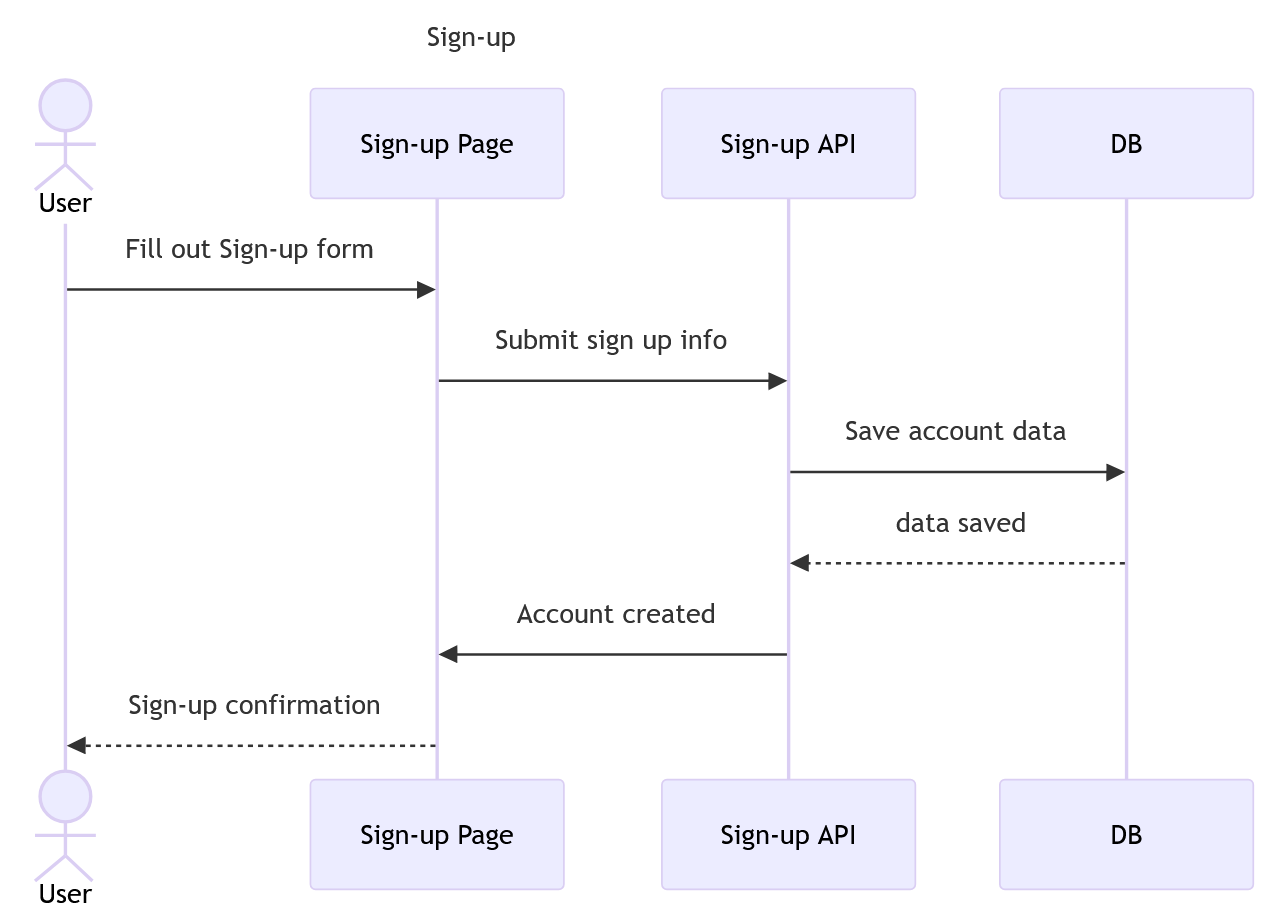 Sign-up
User
Sign-up Page
Sign-up API
DB
Fill out Sign-up form
Submit sign up info
Save account data
data saved
Account created
Sign-up confirmation
User
Sign-up Page
Sign-up API
DB